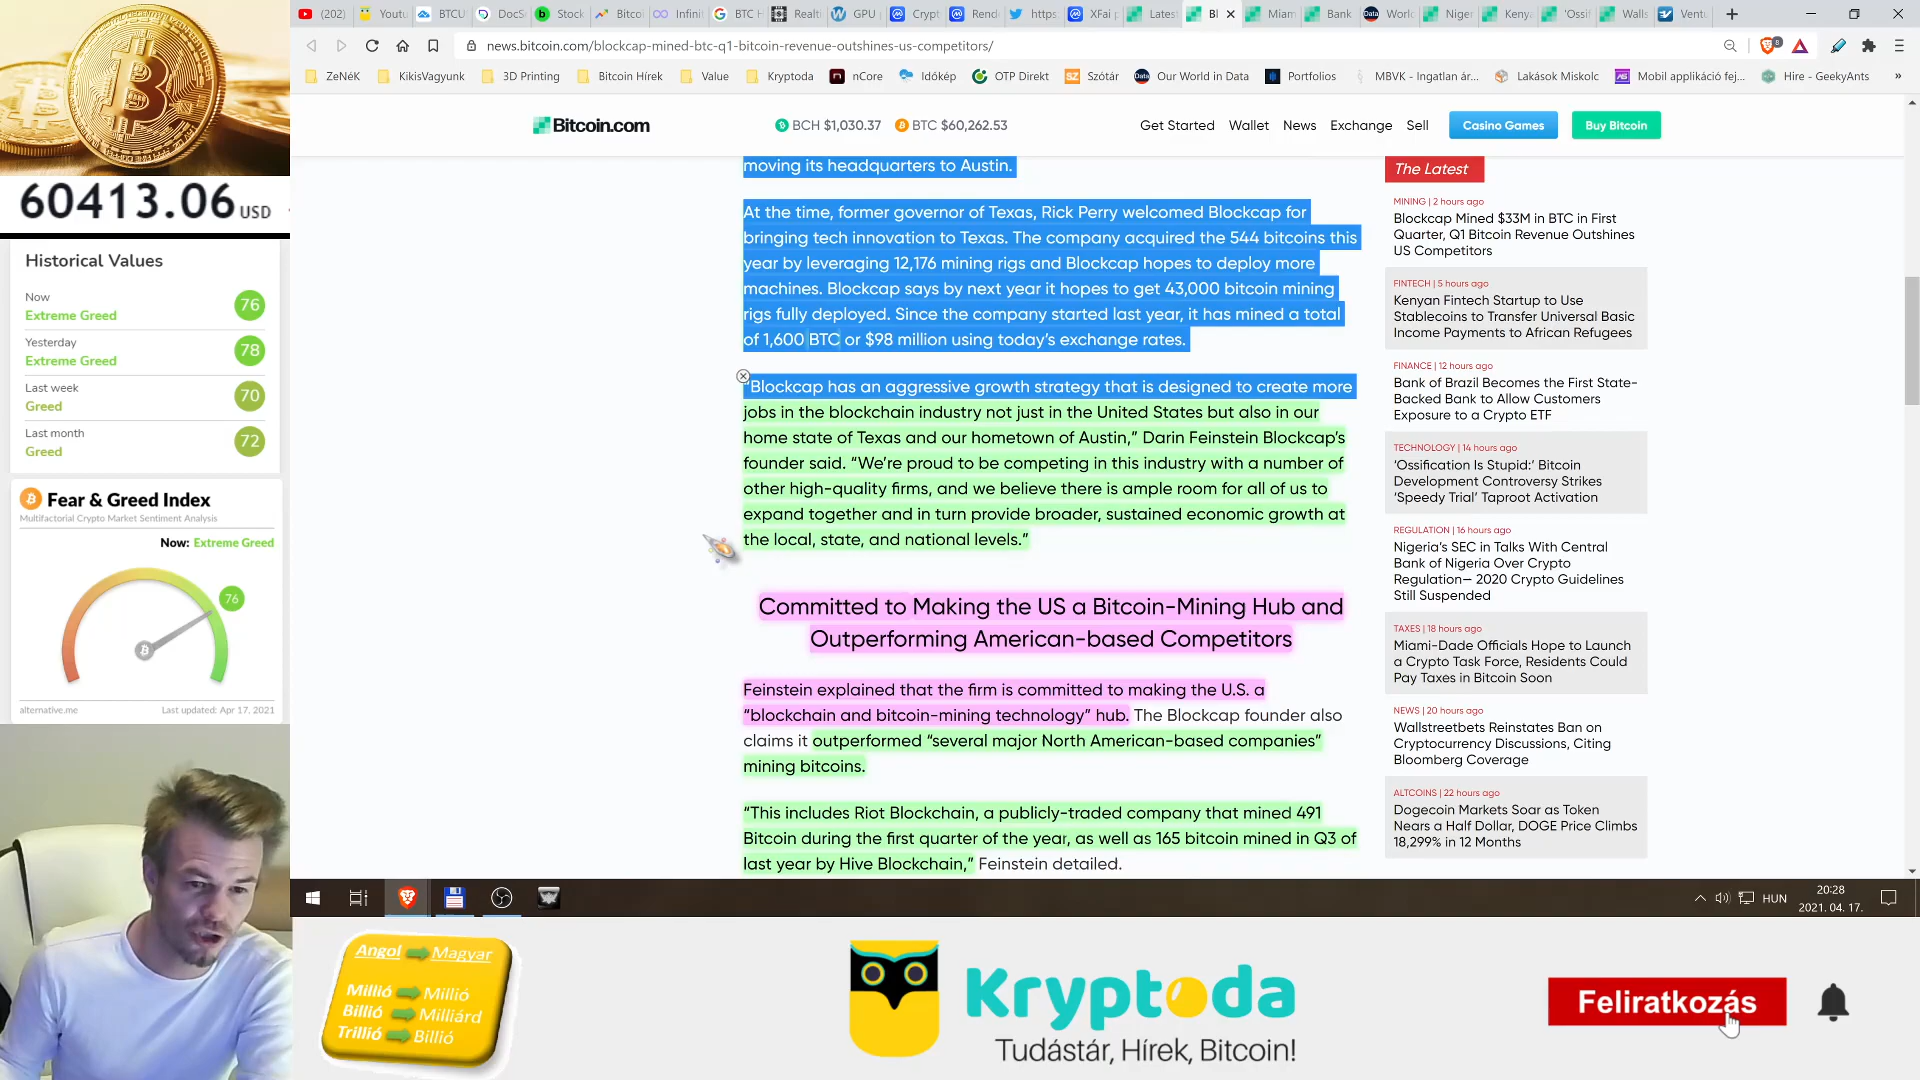 (202)
Youtu
BTCU
DocS
Stock
Bitco
Infini
BTC H
Realti
GPU
Crypt
Rend
https:
XFai p
Latest
Bl
Miam
Bank
Worl
Niger
Kenya
'Ossif
Walls
Ventu
news.bitcoin.com/blockcap-mined-btc-q1-bitcoin-revenue-outshines-us-competitors/
8
ZeNéK
KikisVagyunk
3D Printing
Bitcoin Hírek
Value
Kryptoda
nCore
Időkép
OTP Direkt
SZ Szótár
Our World in Data
Portfolios
MBVK - Ingatlan ár...
Lakások Miskolc
Mobil applikáció fej...
Hire - GeekyAnts
»
Bitcoin.com
BCH $1,030.37
BTC $60,262.53
Get Started
Wallet
News
Exchange
Sell
Casino Games
Buy Bitcoin
60413.06 USD
Historical Values
Now
Extreme Greed
76
Yesterday
Extreme Greed
78
Last week
Greed
70
Last month
Greed
72
Fear & Greed Index
Multifactorial Crypto Market Sentiment Analysis
Now: Extreme Greed
76
alternative.me
Last updated: Apr 17, 2021
moving its headquarters to Austin.
At the time, former governor of Texas, Rick Perry welcomed Blockcap for
bringing tech innovation to Texas. The company acquired the 544 bitcoins this
year by leveraging 12,176 mining rigs and Blockcap hopes to deploy more
machines. Blockcap says by next year it hopes to get 43,000 bitcoin mining
rigs fully deployed. Since the company started last year, it has mined a total
of 1,600 BTC or $98 million using today's exchange rates.
"Blockcap has an aggressive growth strategy that is designed to create more
jobs in the blockchain industry not just in the United States but also in our
home state of Texas and our hometown of Austin," Darin Feinstein Blockcap's
founder said. "We're proud to be competing in this industry with a number of
other high-quality firms, and we believe there is ample room for all of us to
expand together and in turn provide broader, sustained economic growth at
the local, state, and national levels."
Committed to Making the US a Bitcoin-Mining Hub and
Outperforming American-based Competitors
Feinstein explained that the firm is committed to making the U.S. a
"blockchain and bitcoin-mining technology" hub. The Blockcap founder also
claims it outperformed "several major North American-based companies"
mining bitcoins.
"This includes Riot Blockchain, a publicly-traded company that mined 491
Bitcoin during the first quarter of the year, as well as 165 bitcoin mined in Q3 of
last year by Hive Blockchain," Feinstein detailed.
The Latest
MINING | 2 hours ago
Blockcap Mined $33M in BTC in First
Quarter, Q1 Bitcoin Revenue Outshines
US Competitors
FINTECH | 5 hours ago
Kenyan Fintech Startup to Use
Stablecoins to Transfer Universal Basic
Income Payments to African Refugees
FINANCE | 12 hours ago
Bank of Brazil Becomes the First State-
Backed Bank to Allow Customers
Exposure to a Crypto ETF
TECHNOLOGY | 14 hours ago
'Ossification Is Stupid:' Bitcoin
Development Controversy Strikes
'Speedy Trial' Taproot Activation
REGULATION | 16 hours ago
Nigeria's SEC in Talks With Central
Bank of Nigeria Over Crypto
Regulation— 2020 Crypto Guidelines
Still Suspended
TAXES | 18 hours ago
Miami-Dade Officials Hope to Launch
a Crypto Task Force, Residents Could
Pay Taxes in Bitcoin Soon
NEWS | 20 hours ago
Wallstreetbets Reinstates Ban on
Cryptocurrency Discussions, Citing
Bloomberg Coverage
ALTCOINS | 22 hours ago
Dogecoin Markets Soar as Token
Nears a Half Dollar, DOGE Price Climbs
18,299% in 12 Months
HUN
20:28
2021. 04. 17.
Angol Magyar
Millió Millió
Billió Milliárd
Trillió Billió
Kryptoda
Tudástár, Hírek, Bitcoin!
Feliratkozás